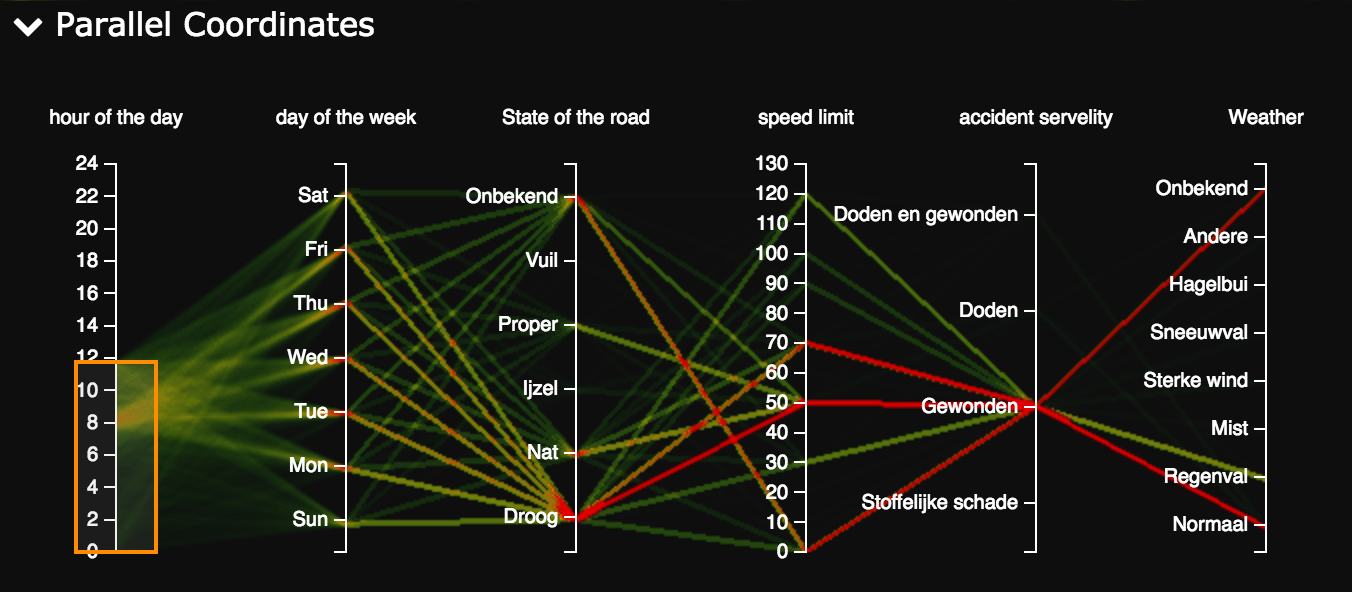 Parallel Coordinates
hour of the day
day of the week
State of the road
speed limit
accident servelity
Weather
24
22
20
18
16
14
12
10
8
6
4
2
0
Sat
Fri
Thu
Wed
Tue
Mon
Sun
Onbekend
Vuil
Proper
Ijzel
Nat
Droog
130
120
110
100
90
80
70
60
50
40
30
20
10
0
Doden en gewonden
Doden
Gewonden
Stoffelijke schade
Onbekend
Andere
Hagelbui
Sneeuwval
Sterke wind
Mist
Regenval
Normaal